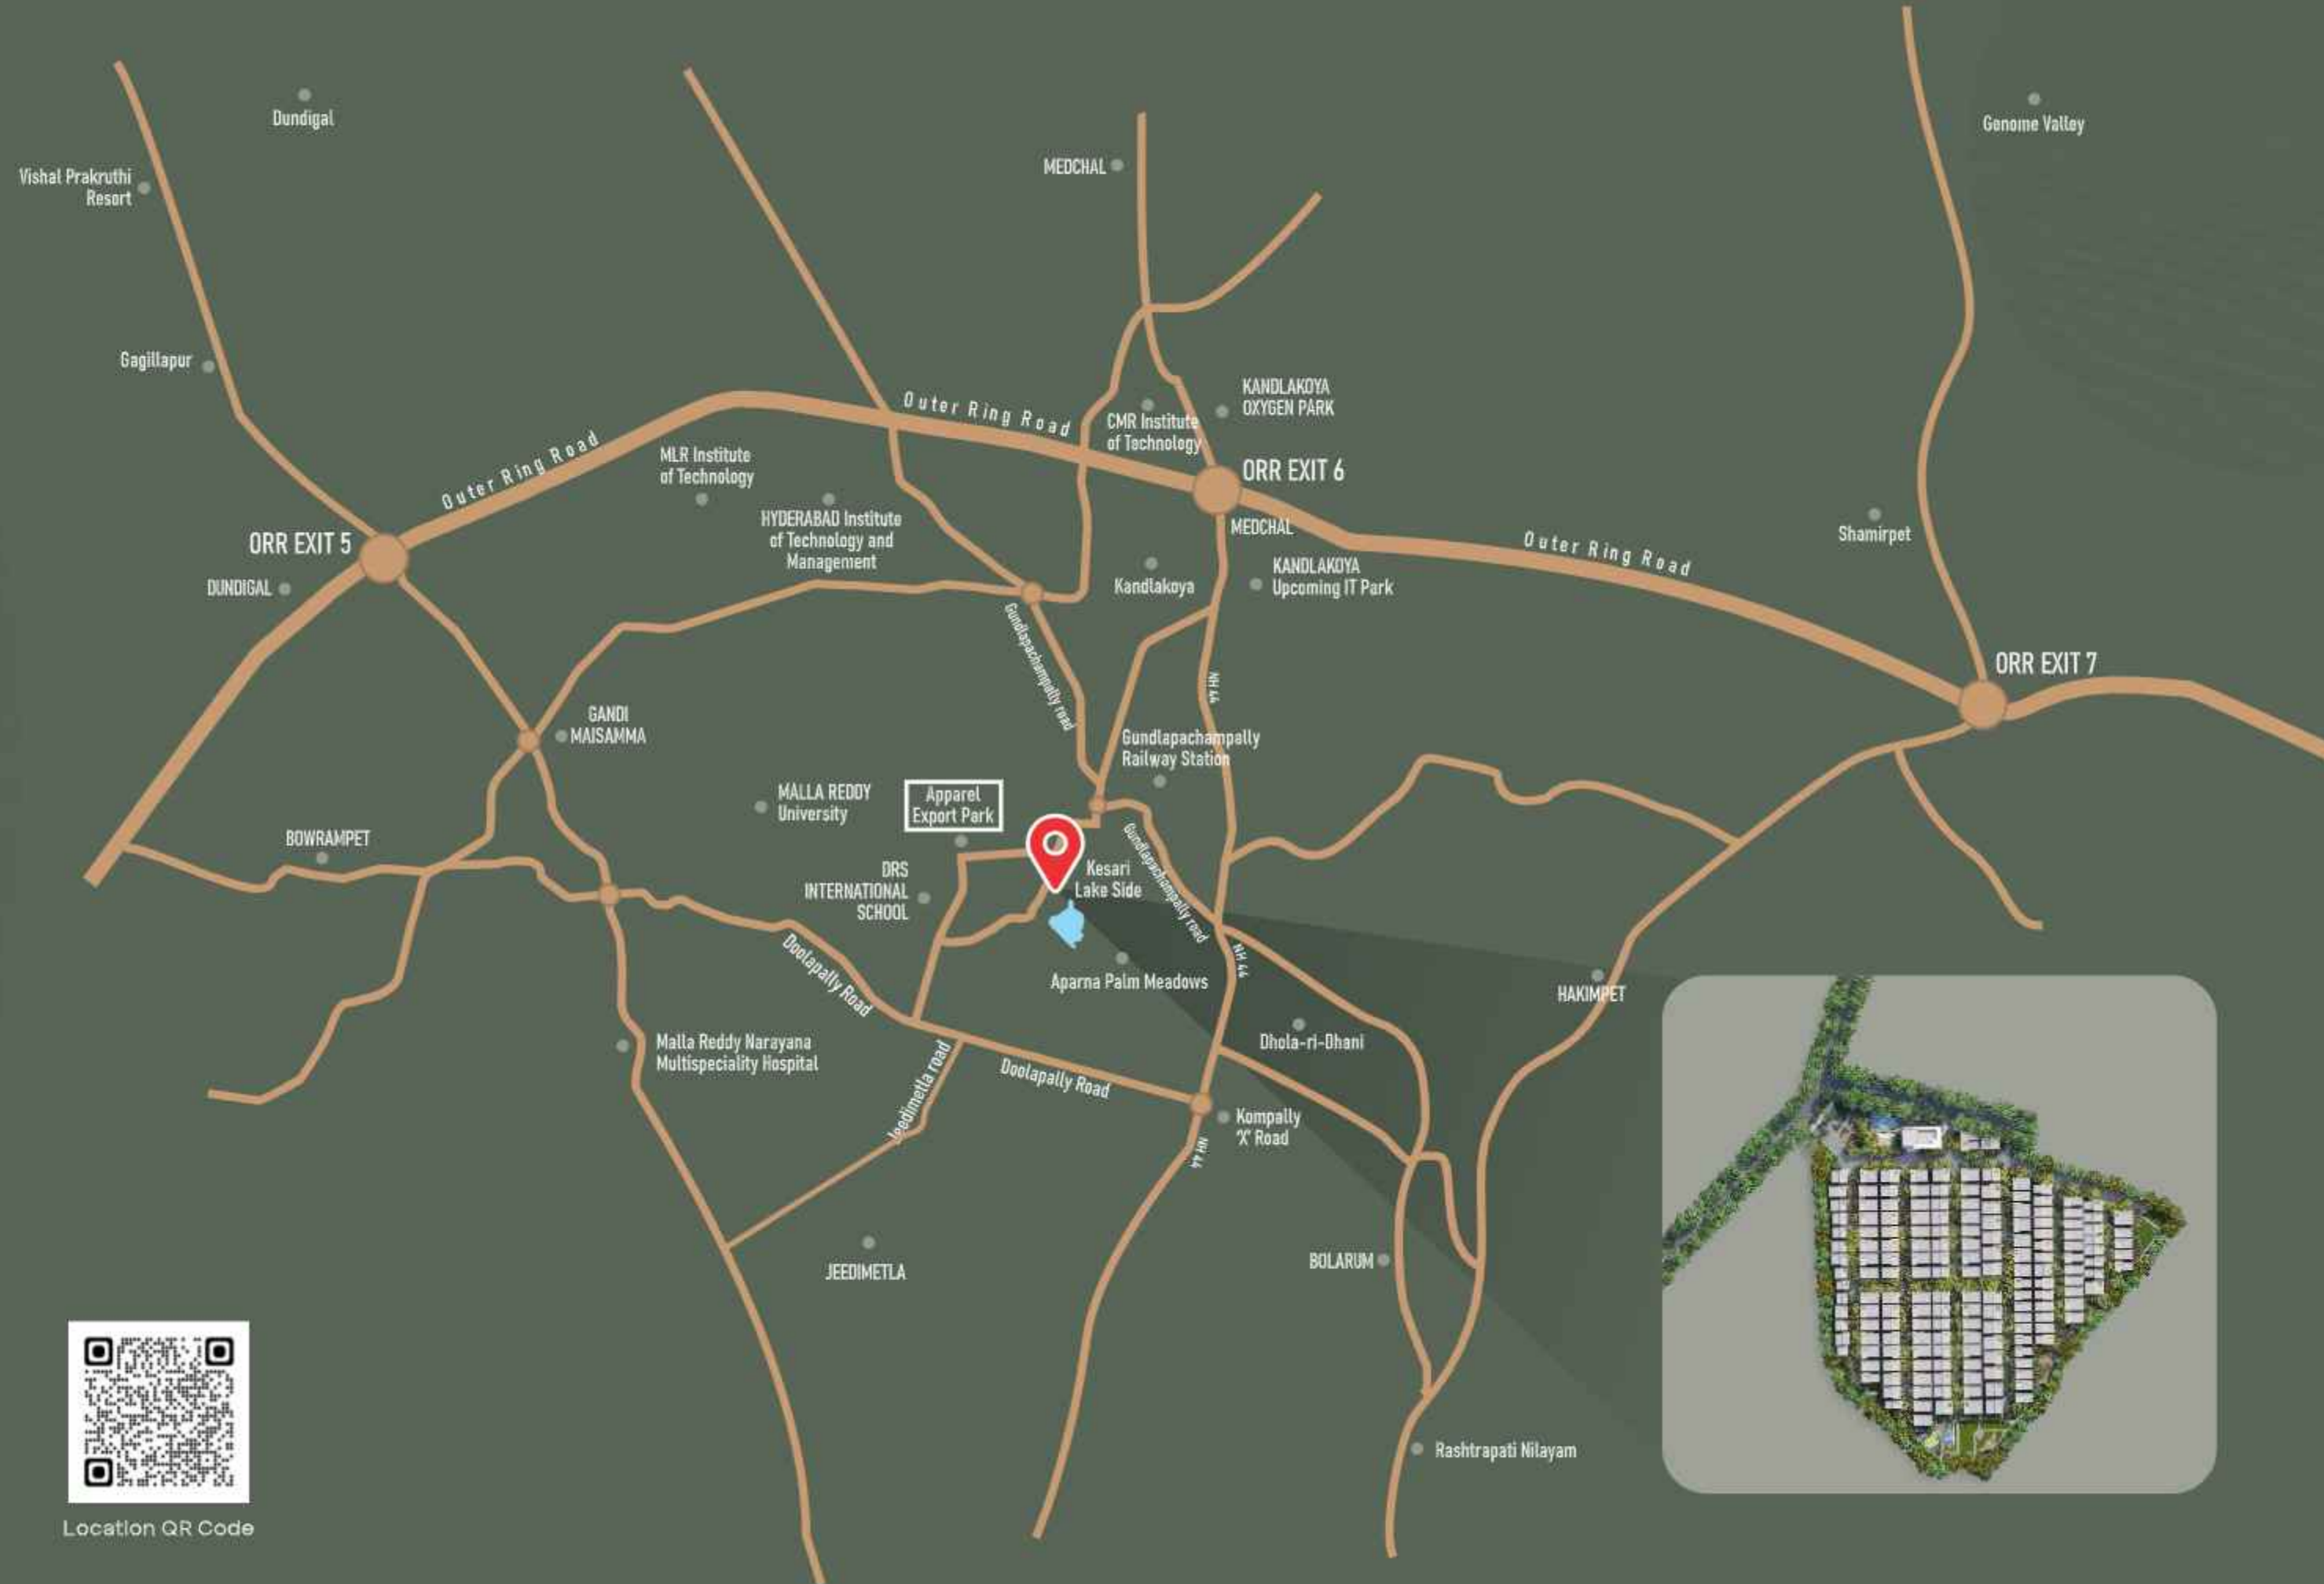 Dundigal
Genome Valley
MEDCHAL
Vishal Prakruthi
Resort
Gagillapur
KANDLAKOYA
OXYGEN PARK
Outer Ring Road
CMR Institute
of Technology
Outer Ring Road
MLR Institute
of Technology
ORR EXIT 6
HYDERABAD Institute
of Technology and
Management
MEDCHAL
Shamirpet
ORR EXIT 5
Outer Ring Road
DUNDIGAL
Kandlakoya
KANDLAKOYA
Upcoming IT Park
Gundlapachampally road
NH 44
ORR EXIT 7
GANDI
MAISAMMA
Gundlapachampally
Railway Station
MALLA REDDY
University
Apparel
Export Park
BOWRAMPET
Gundlapachampally road
DRS
INTERNATIONAL
SCHOOL
Kesari
Lake Side
Doolapally Road
NH 44
Aparna Palm Meadows
HAKIMPET
Malla Reddy Narayana
Multispeciality Hospital
Dhola-ri-Dhani
Jeedimetla road
Doolapally Road
Kompally
'X' Road
NH 44
JEEDIMETLA
BOLARUM
Rashtrapati Nilayam
Location QR Code